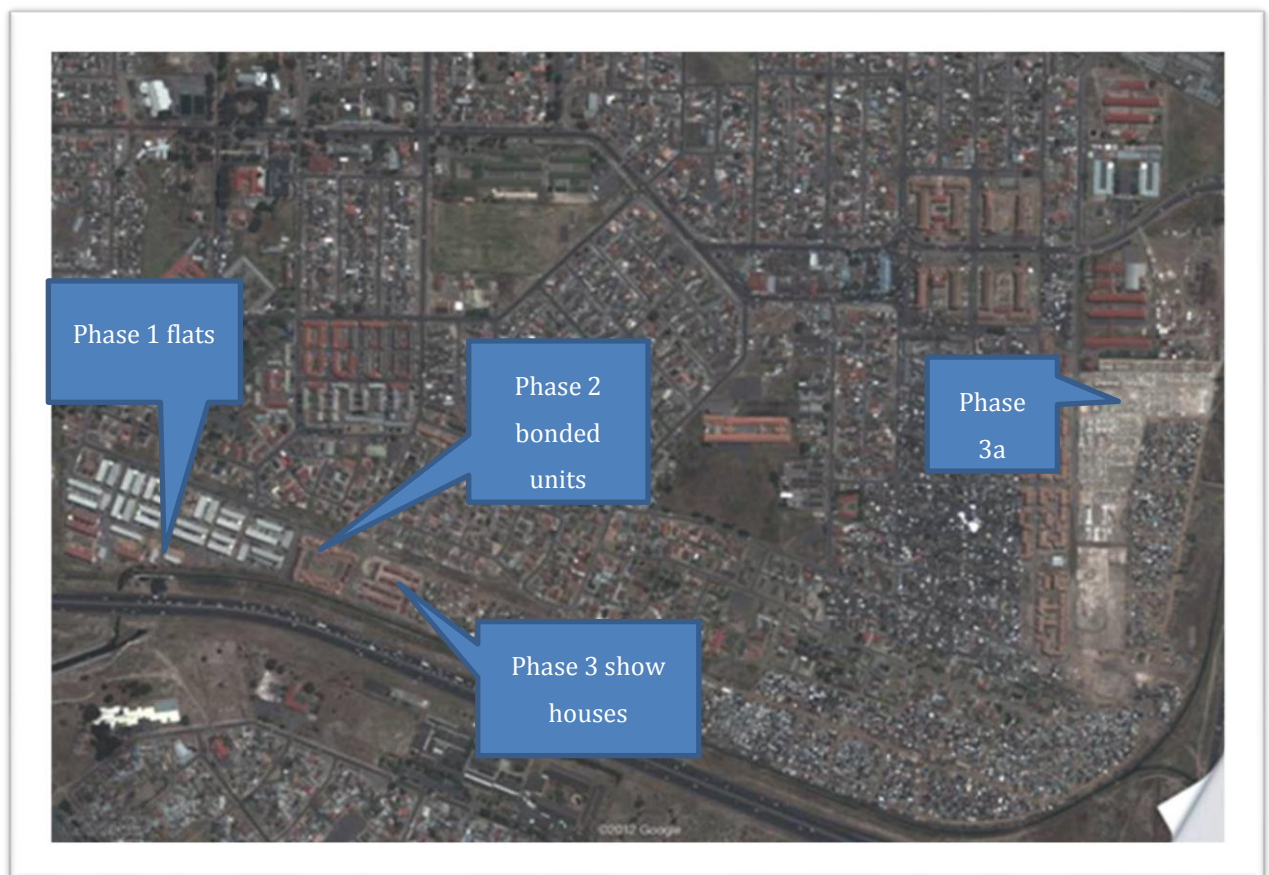 Phase 1 flats
Phase 2
bonded
units
Phase
3a
Phase 3 show
houses
©2012 Google